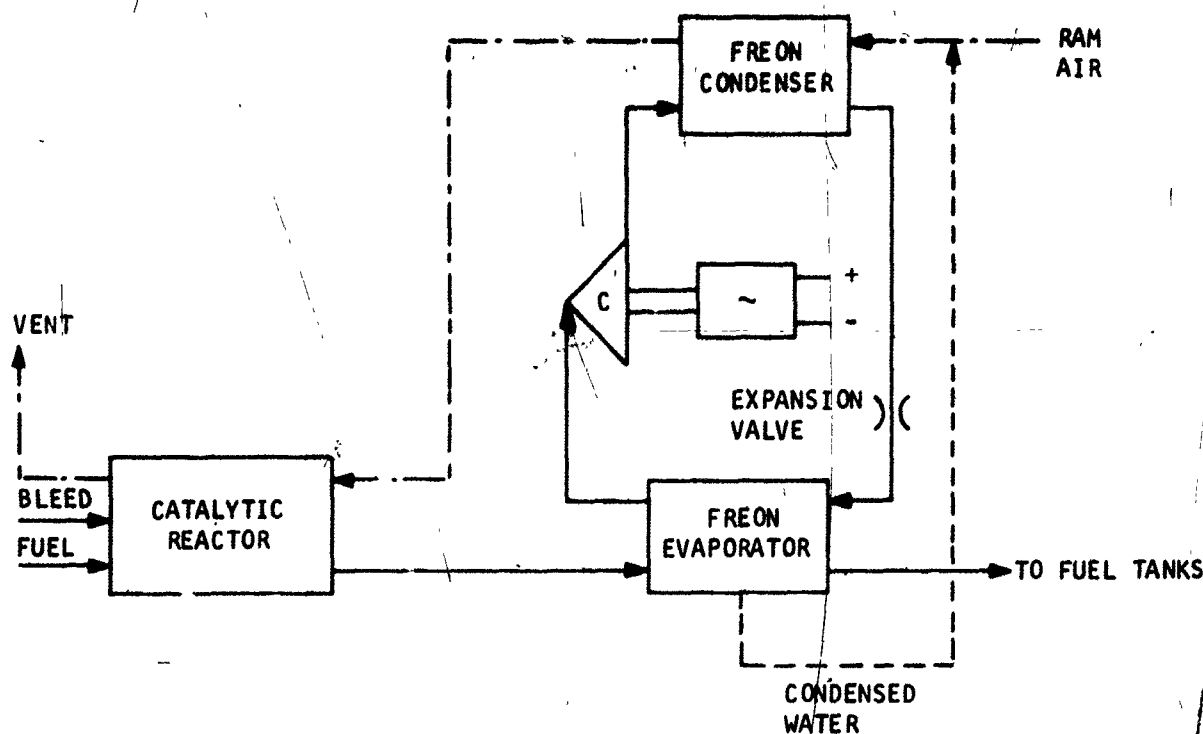 FREON
CONDENSER
RAM
AIR
C
~
+
-
VENT
EXPANSION
VALVE
BLEED
FUEL
CATALYTIC
REACTOR
FREON
EVAPORATOR
TO FUEL TANKS
CONDENSED
WATER